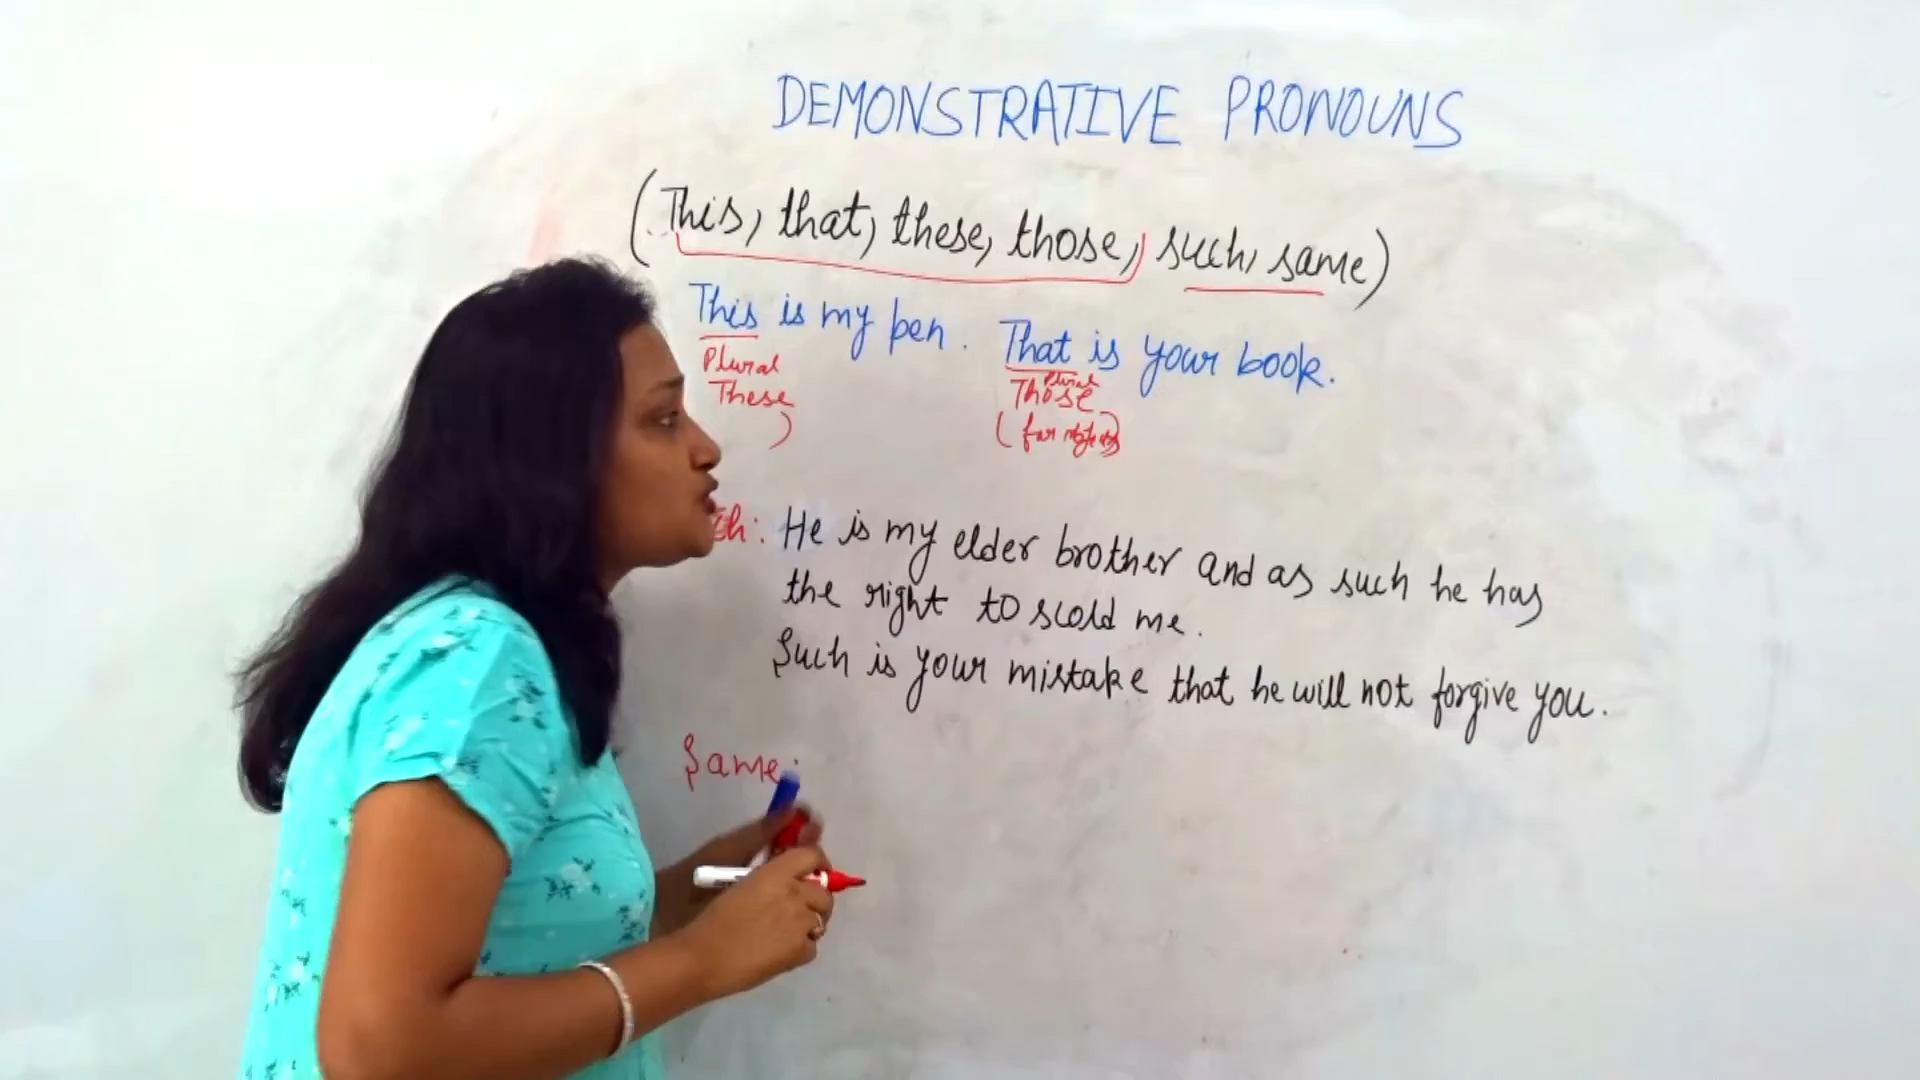 DEMONSTRATIVE PRONOUNS
(This, that, these, those, such, same)
This is my pen. That is your book.
Plural
These
)
Plural
Those
(far
ch: He is my elder brother and as such he has
the right to scold me.
Such is your mistake that he will not forgive you.
Same: